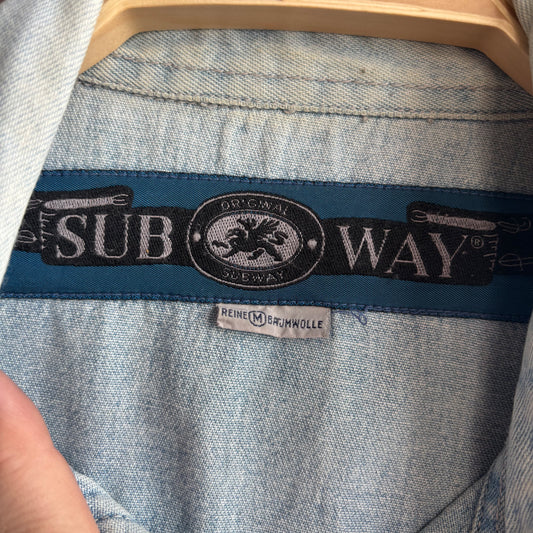 ORIGINAL
SUB WAY®
SUBWAY
REINE M BAUMWOLLE